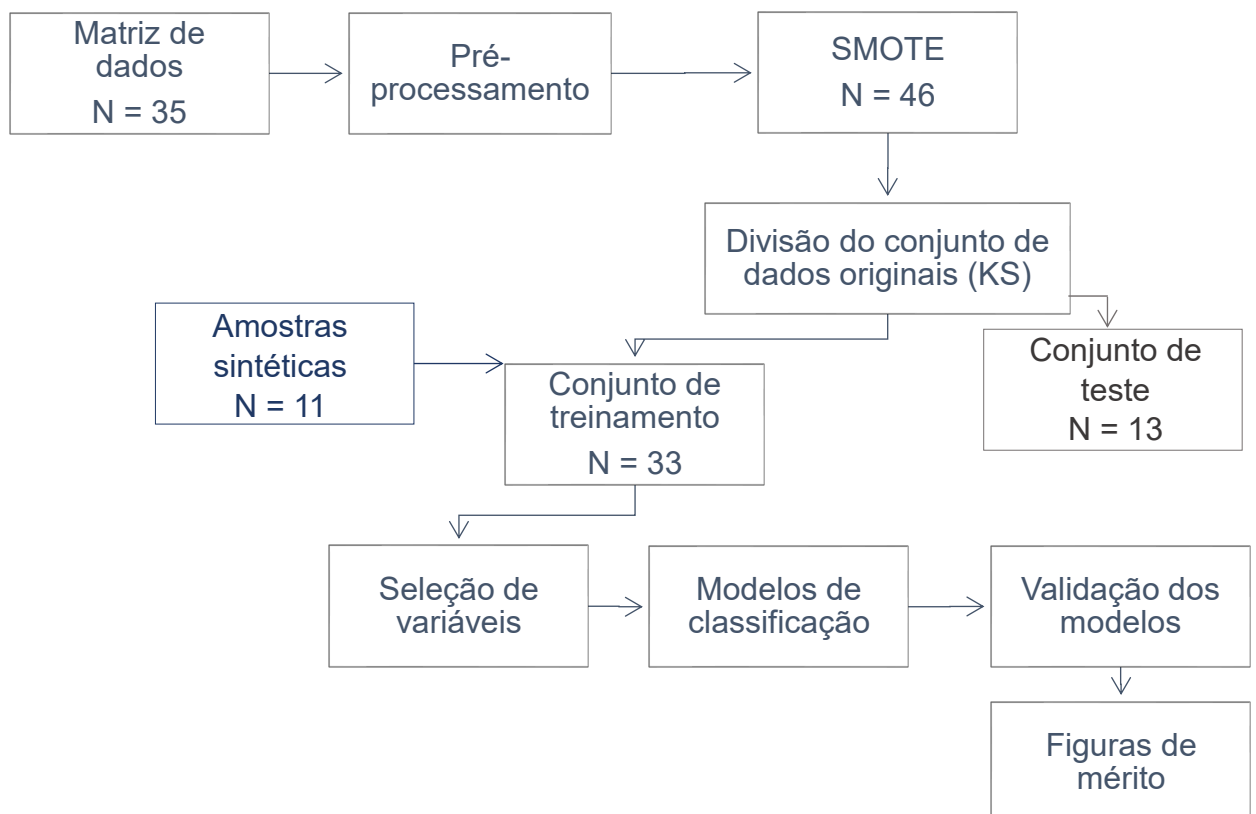 Matriz de
dados
N = 35
Pré-
processamento
SMOTE
N = 46
Divisão do conjunto de
dados originais (KS)
Amostras
sintéticas
N = 11
Conjunto de
treinamento
N = 33
Conjunto de
teste
N = 13
Seleção de
variáveis
Modelos de
classificação
Validação dos
modelos
Figuras de
mérito